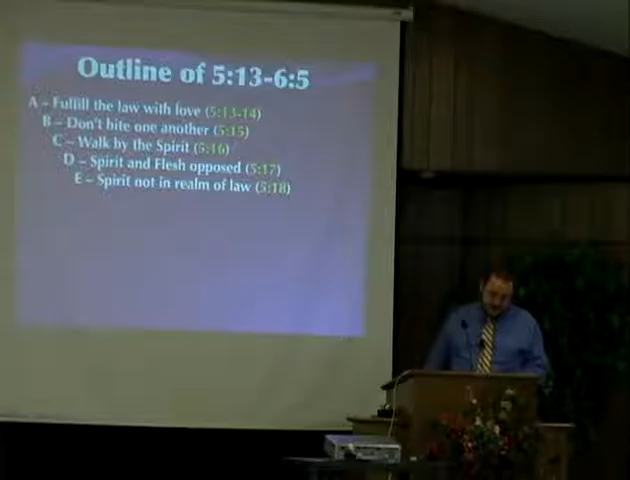 Outline of 5:13-6:5
A – Fulfill the law with love (5:13-14)
B – Don't bite one another (5:15)
C – Walk by the Spirit (5:16)
D – Spirit and Flesh opposed (5:17)
E – Spirit not in realm of law (5:18)